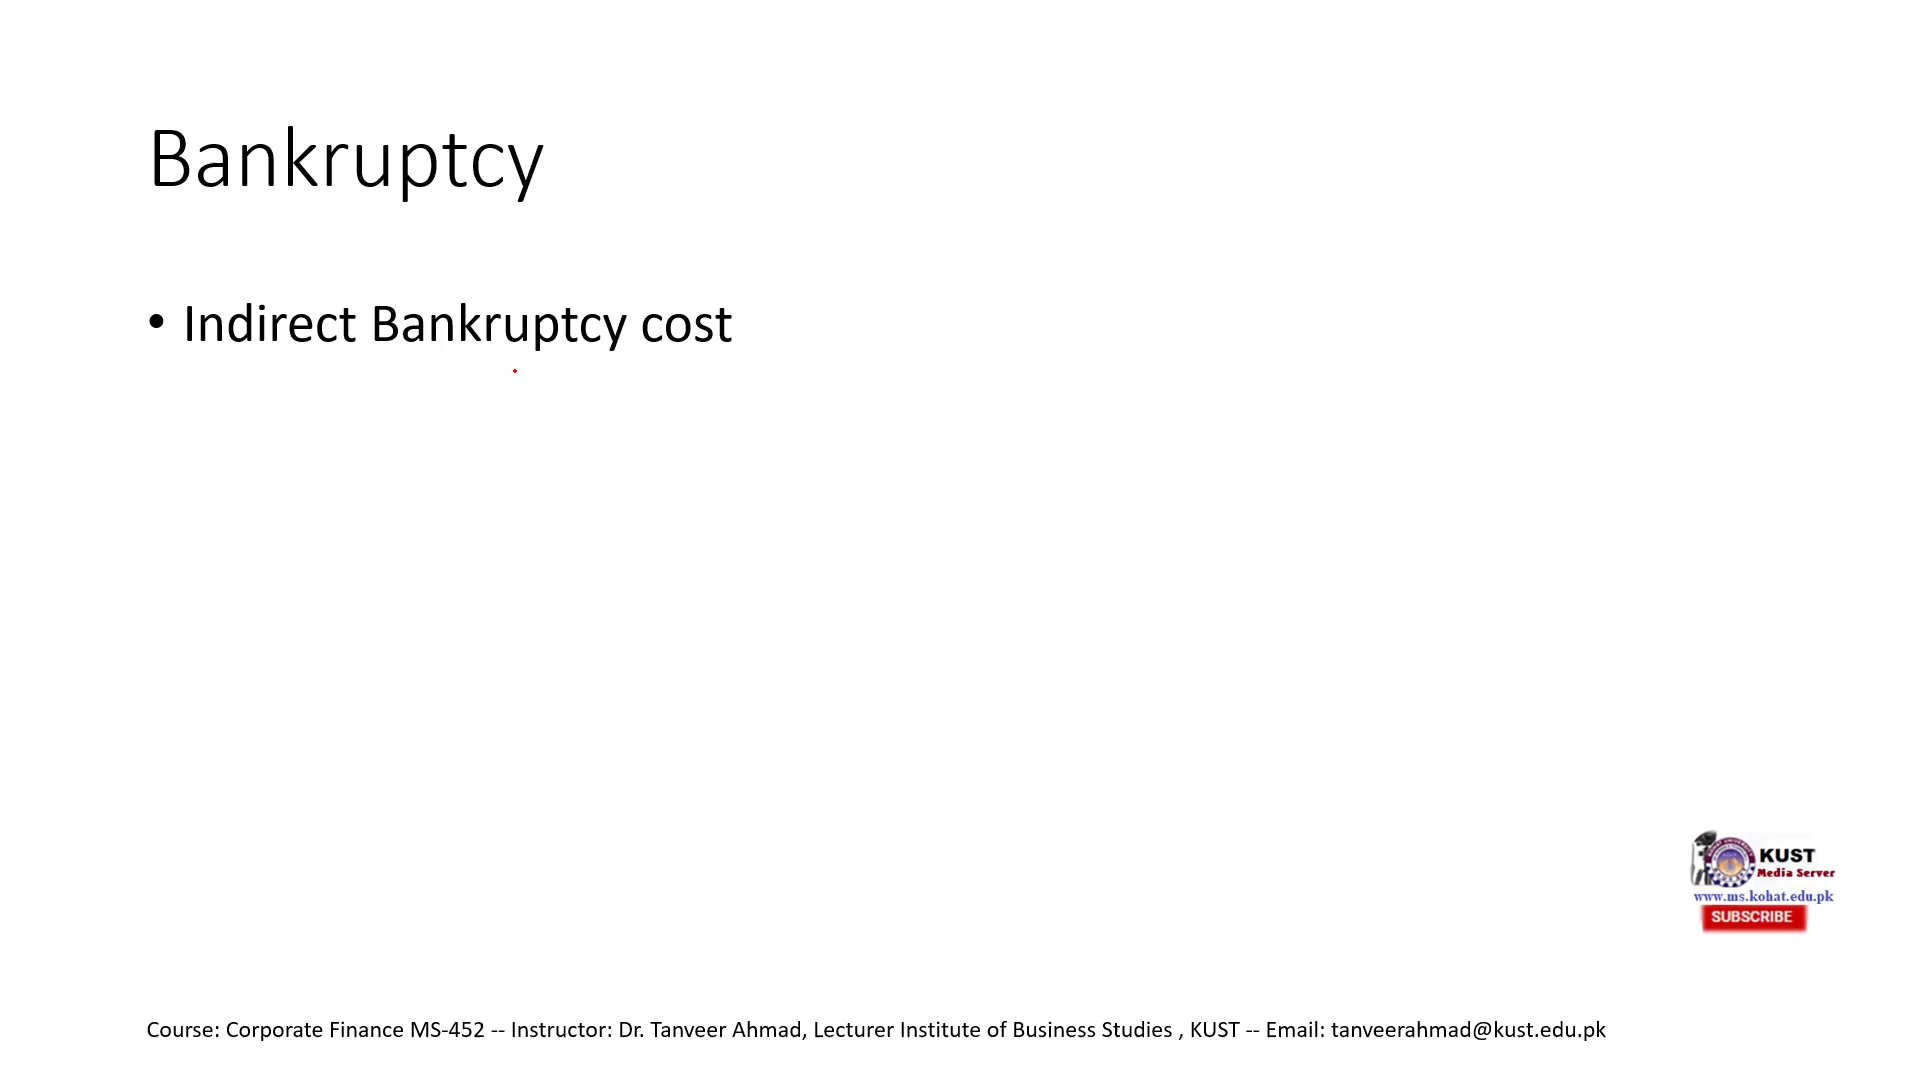 Bankruptcy
• Indirect Bankruptcy cost
KUST
Media Server
www.ms.kohat.edu.pk
SUBSCRIBE
Course: Corporate Finance MS-452 -- Instructor: Dr. Tanveer Ahmad, Lecturer Institute of Business Studies , KUST -- Email: tanveerahmad@kust.edu.pk